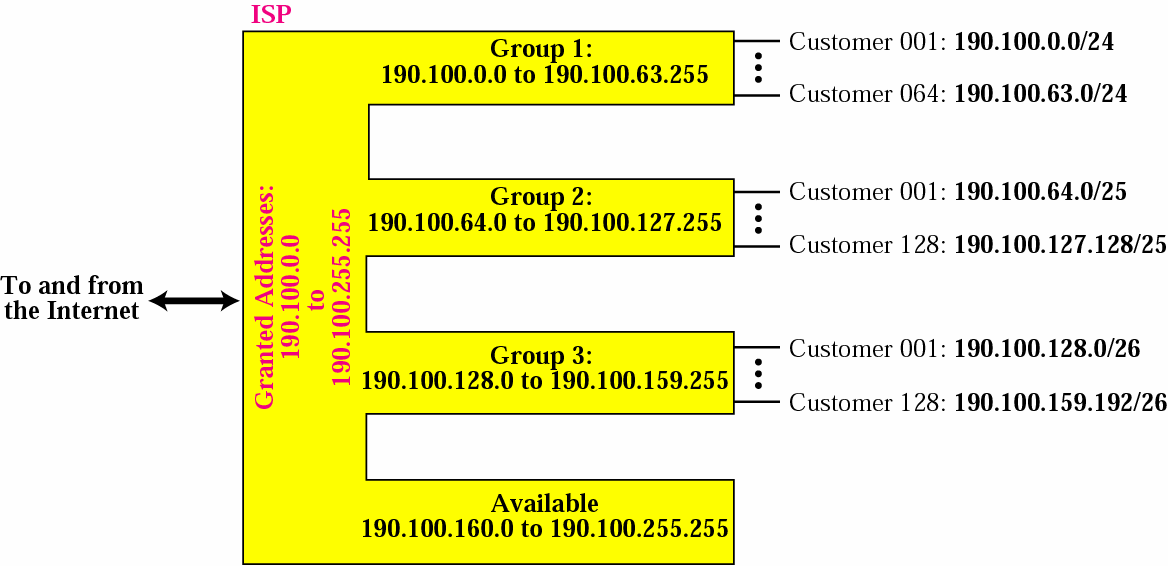 ISP
Group 1:
190.100.0.0 to 190.100.63.255
Customer 001: 190.100.0.0/24
Customer 064: 190.100.63.0/24
Group 2:
190.100.64.0 to 190.100.127.255
Customer 001: 190.100.64.0/25
Customer 128: 190.100.127.128/25
To and from
the Internet
Granted Addresses:
190.100.0.0
to
190.100.255.255
Group 3:
190.100.128.0 to 190.100.159.255
Customer 001: 190.100.128.0/26
Customer 128: 190.100.159.192/26
Available
190.100.160.0 to 190.100.255.255